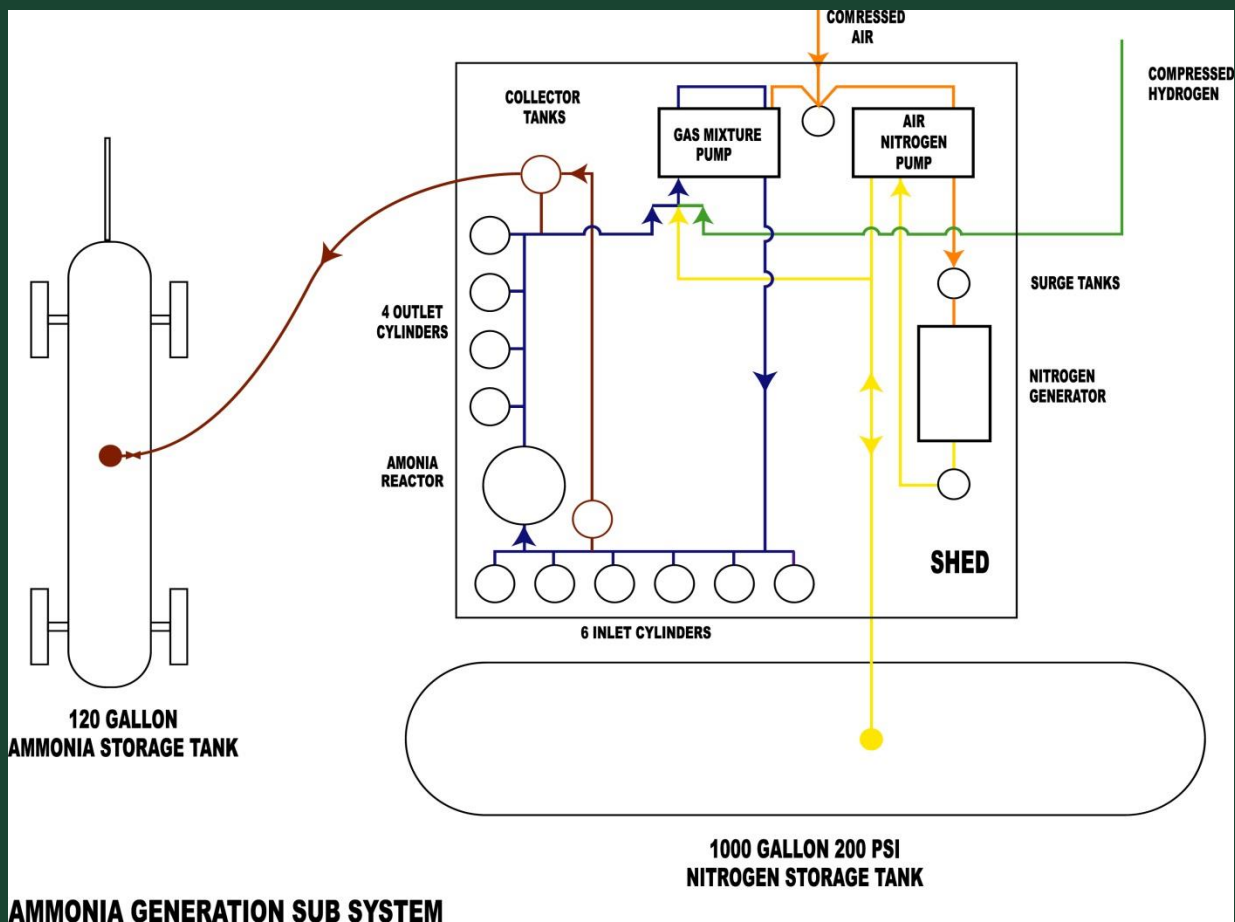 COMRESSED
AIR
COMPRESSED
HYDROGEN
COLLECTOR
TANKS
GAS MIXTURE
PUMP
AIR
NITROGEN
PUMP
4 OUTLET
CYLINDERS
SURGE TANKS
NITROGEN
GENERATOR
AMONIA
REACTOR
SHED
6 INLET CYLINDERS
120 GALLON
AMMONIA STORAGE TANK
1000 GALLON 200 PSI
NITROGEN STORAGE TANK
AMMONIA GENERATION SUB SYSTEM